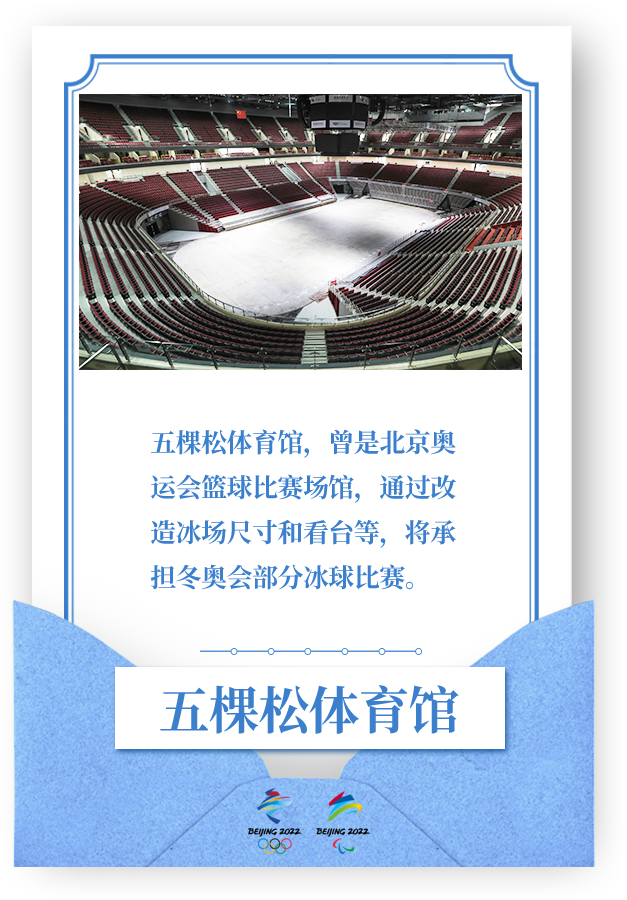 五棵松体育馆，曾是北京奥
运会篮球比赛场馆，通过改
造冰场尺寸和看台等，将承
担冬奥会部分冰球比赛。
五棵松体育馆
BEIJING 2022
BEIJING 2022